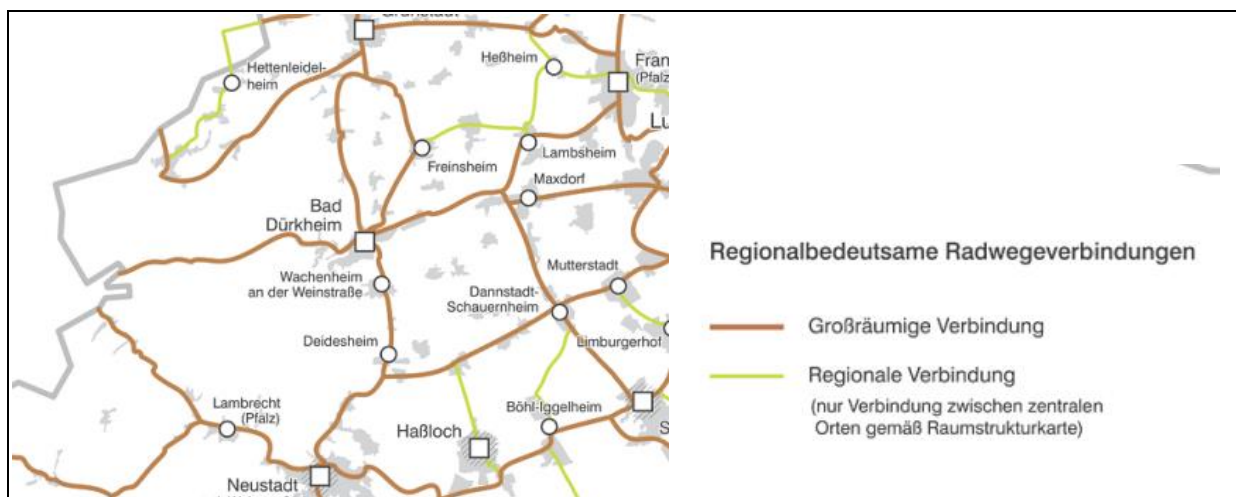 Hettenleidel-
heim
Heßheim
Fran
(Pfalz
Lu
Freinsheim
Lambsheim
Maxdorf
Bad
Dürkheim
Wachenheim
an der Weinstraße
Mutterstadt
Dannstadt-
Schauernheim
Deidesheim
Limburgerhof
Lambrecht
(Pfalz)
Böhl-Iggelheim
Haßloch
S
Neustadt
Regionalbedeutsame Radwegeverbindungen
Großräumige Verbindung
Regionale Verbindung
(nur Verbindung zwischen zentralen
Orten gemäß Raumstrukturkarte)